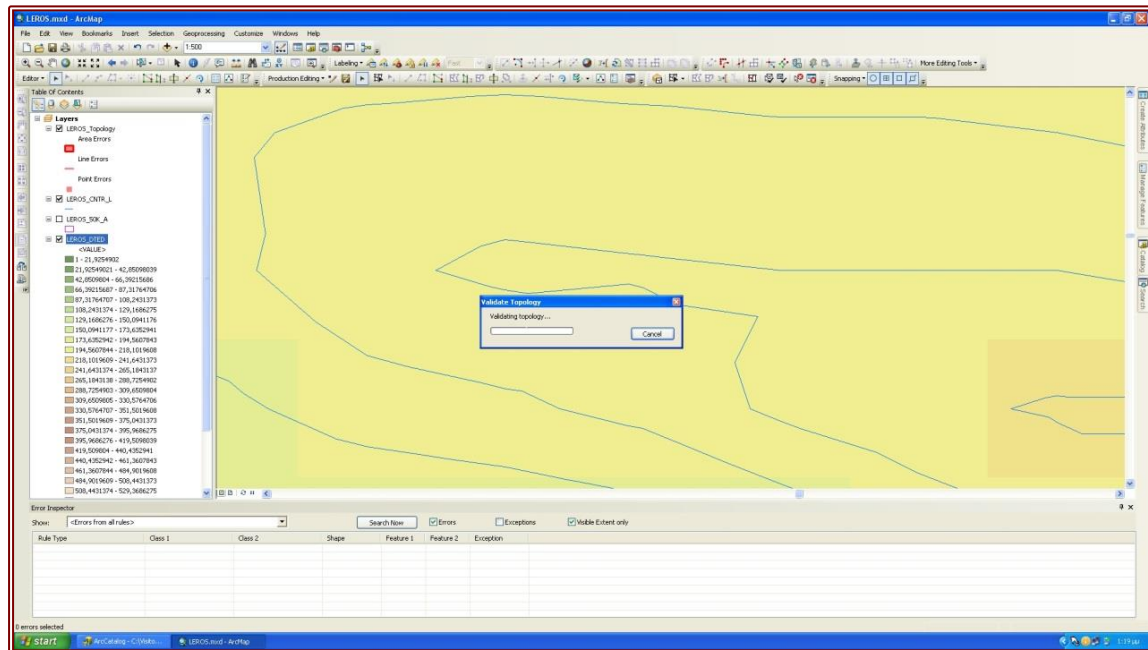 LEROS.mxd - ArcMap
File Edit View Bookmarks Insert Selection Geoprocessing Customize Windows Help
1:500
Labeling Fast More Editing Tools
Editor Production Editing Snapping
Table Of Contents
Layers
LEROS_Topology
Area Errors
Line Errors
Point Errors
LEROS_CNTR_L
LEROS_50K_A
LEROS_DTED
<VALUE>
1 - 21,9254902
21,92549021 - 42,85098039
42,8509804 - 66,39215686
66,39215687 - 87,31764706
87,31764707 - 108,2431373
108,2431374 - 129,1686275
129,1686276 - 150,0941176
150,0941177 - 173,6352941
173,6352942 - 194,5607843
194,5607844 - 218,1019608
218,1019609 - 241,6431373
241,6431374 - 265,1843137
265,1843138 - 288,7254902
288,7254903 - 309,6509804
309,6509805 - 330,5764706
330,5764707 - 351,5019608
351,5019609 - 375,0431373
375,0431374 - 395,9686275
395,9686276 - 419,5098039
419,509804 - 440,4352941
440,4352942 - 461,3607843
461,3607844 - 484,9019608
484,9019609 - 508,4431373
508,4431374 - 529,3686275
Validate Topology
Validating topology...
Cancel
Create Attributes
Manage Features
Catalog
Search
Error Inspector
Show: <Errors from all rules> Search Now Errors Exceptions Visible Extent only
Rule Type Class 1 Class 2 Shape Feature 1 Feature 2 Exception
0 errors selected
start ArcCatalog - C:\Works... LEROS.mxd - ArcMap 1:19 μμ